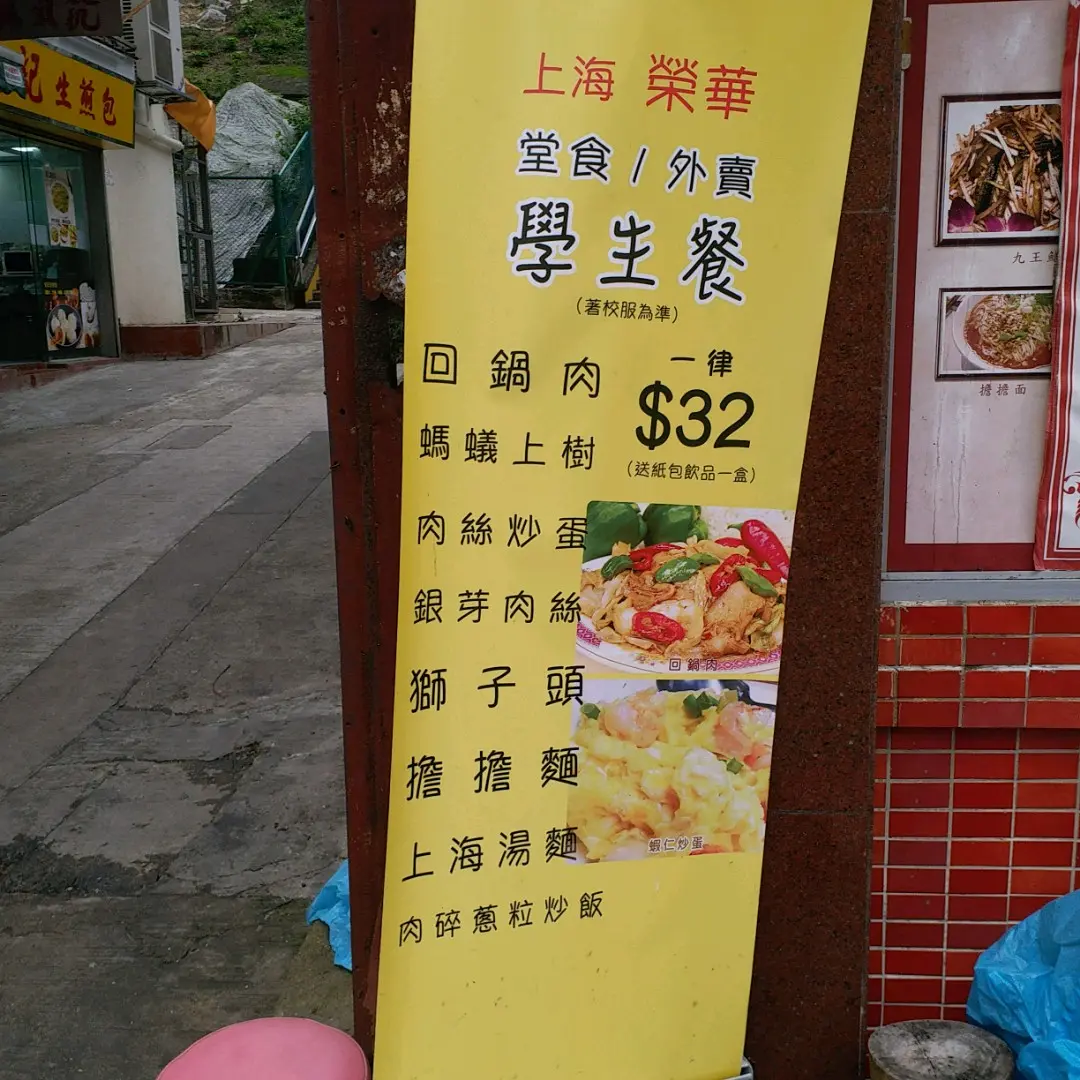 記生煎包
上海 榮華
堂食/外賣
學生餐
(著校服為準)
一律
$32
(送紙包飲品一盒)
回鍋肉
螞蟻上樹
肉絲炒蛋
銀芽肉絲
獅子頭
擔擔麵
上海湯麵
肉碎蔥粒炒飯
回鍋肉
蝦仁炒蛋
九王
擔擔面